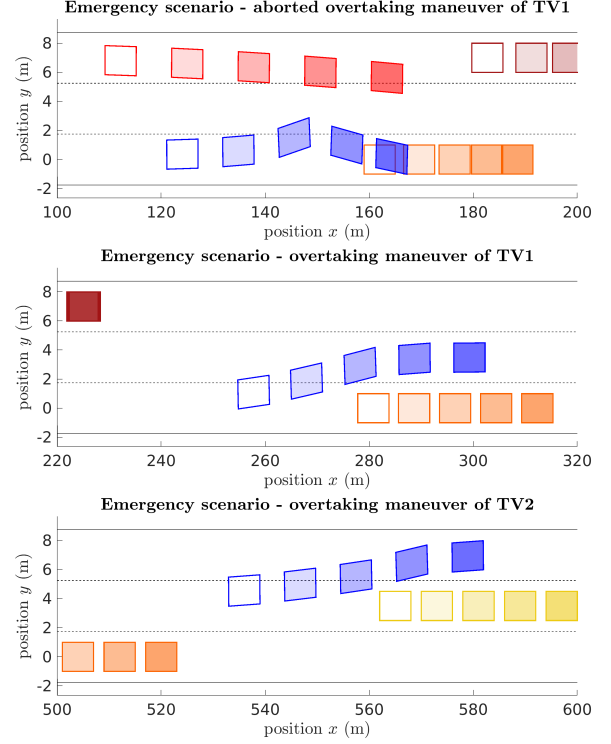 Emergency scenario - aborted overtaking maneuver of TV1
8
6
4
2
0
-2
position y (m)
100 120 140 160 180 200
position x (m)
Emergency scenario - overtaking maneuver of TV1
8
6
4
2
0
-2
position y (m)
220 240 260 280 300 320
position x (m)
Emergency scenario - overtaking maneuver of TV2
8
6
4
2
0
-2
position y (m)
500 520 540 560 580 600
position x (m)